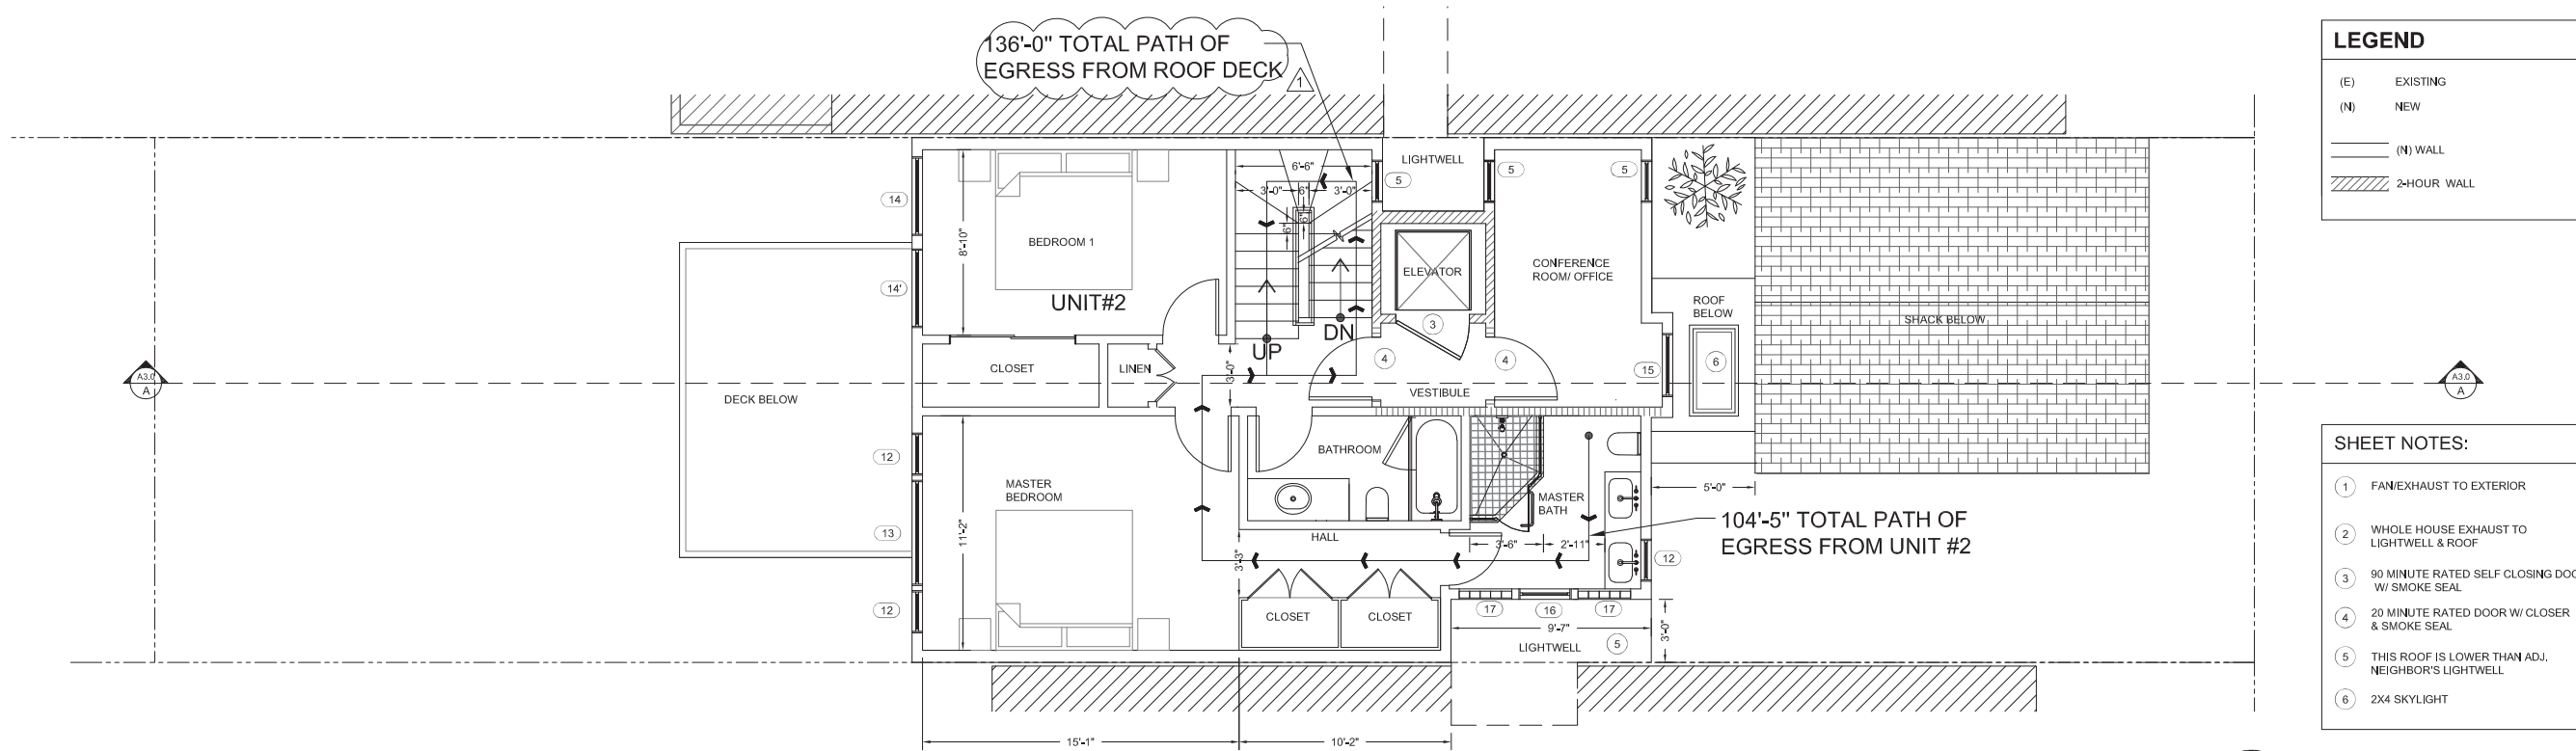 136'-0" TOTAL PATH OF
EGRESS FROM ROOF DECK
1
LEGEND
(E) EXISTING
(N) NEW
(N) WALL
2-HOUR WALL
LIGHTWELL
6'-6"
3'-0"
6"
3'-0"
5
5
5
14
8'-10"
BEDROOM 1
6"
6"
ELEVATOR
CONFERENCE
ROOM/ OFFICE
14'
UNIT#2
ROOF
BELOW
SHACK BELOW
3
DN
UP
4
4
6
15
CLOSET
LINEN
3'-0"
A3.0
A
A3.0
A
DECK BELOW
VESTIBULE
12
BATHROOM
SHEET NOTES:
MASTER
BEDROOM
MASTER
BATH
5'-0"
1 FAN/EXHAUST TO EXTERIOR
11'-2"
13
104'-5" TOTAL PATH OF
EGRESS FROM UNIT #2
2 WHOLE HOUSE EXHAUST TO
LIGHTWELL & ROOF
HALL
3'-6"
2'-11"
3'-3"
12
3 90 MINUTE RATED SELF CLOSING DOO
W/ SMOKE SEAL
12
17
16
17
4 20 MINUTE RATED DOOR W/ CLOSER
& SMOKE SEAL
CLOSET
CLOSET
9'-7"
3'-0"
LIGHTWELL
5
5 THIS ROOF IS LOWER THAN ADJ.
NEIGHBOR'S LIGHTWELL
6 2X4 SKYLIGHT
15'-1"
10'-2"